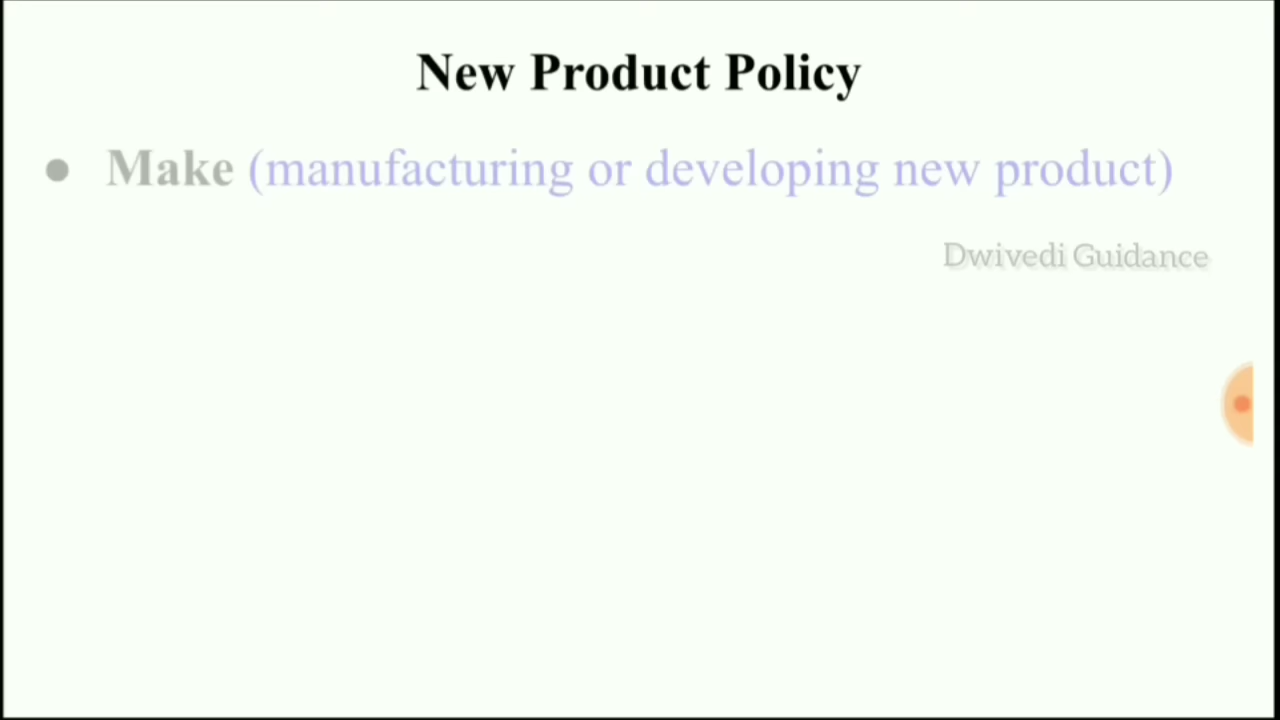 New Product Policy
● Make (manufacturing or developing new product)
Dwivedi Guidance